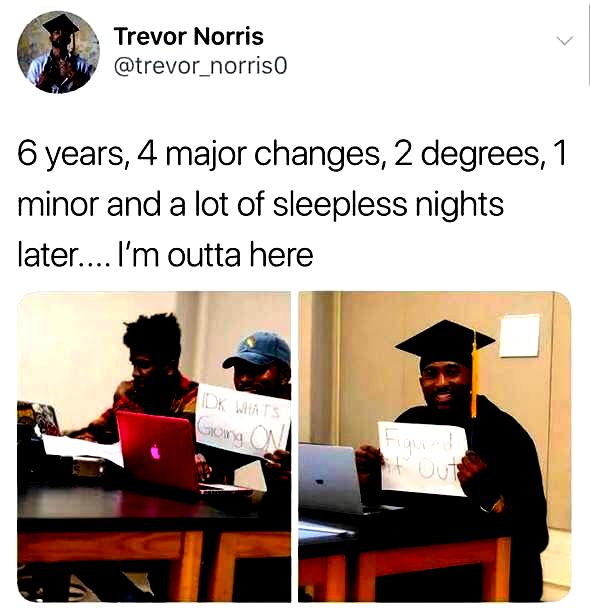 Trevor Norris
@trevor_norris0
6 years, 4 major changes, 2 degrees, 1
minor and a lot of sleepless nights
later.... I'm outta here
IDK WHATS
Going ON
Figured
it Out